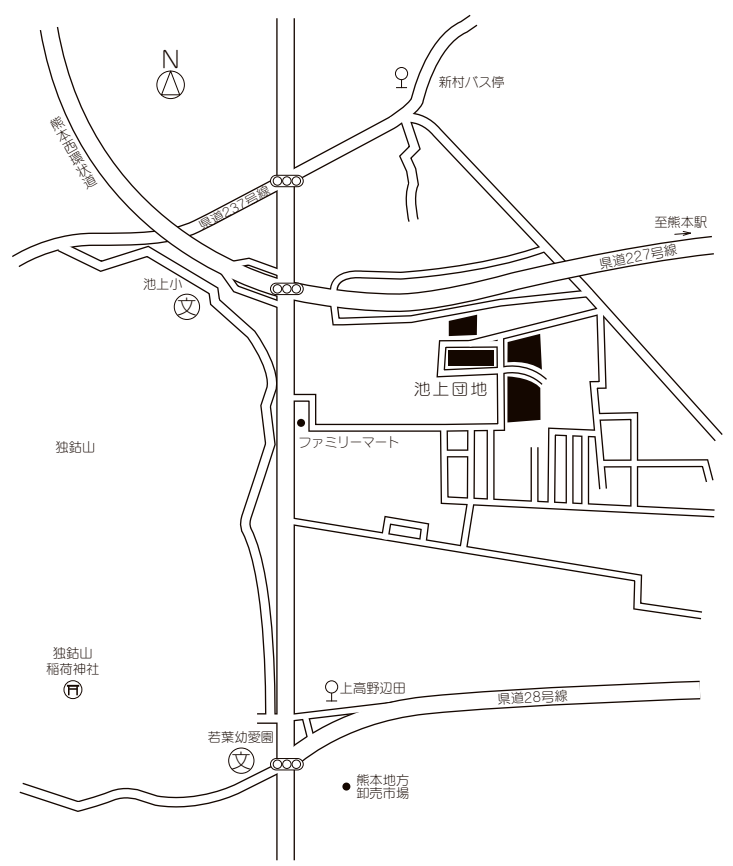 N
新村バス停
熊本西環状道
県道237号線
至熊本駅
県道227号線
池上小
文
池上団地
ファミリーマート
独鈷山
独鈷山
稲荷神社
上高野辺田
県道28号線
若葉幼愛園
文
熊本地方
卸売市場